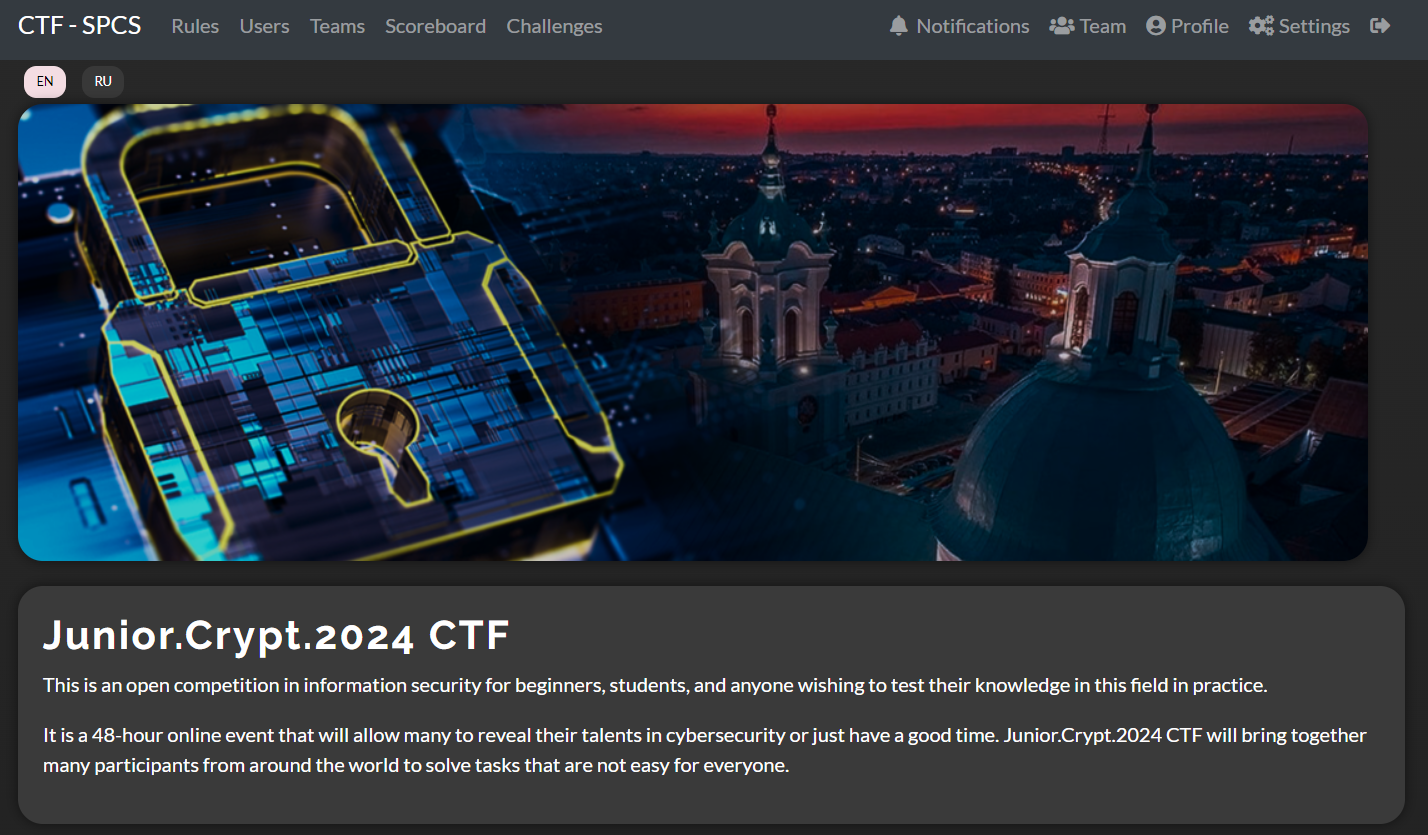 CTF - SPCS Rules Users Teams Scoreboard Challenges Notifications Team Profile Settings
EN RU
Junior.Crypt.2024 CTF
This is an open competition in information security for beginners, students, and anyone wishing to test their knowledge in this field in practice.
It is a 48-hour online event that will allow many to reveal their talents in cybersecurity or just have a good time. Junior.Crypt.2024 CTF will bring together
many participants from around the world to solve tasks that are not easy for everyone.